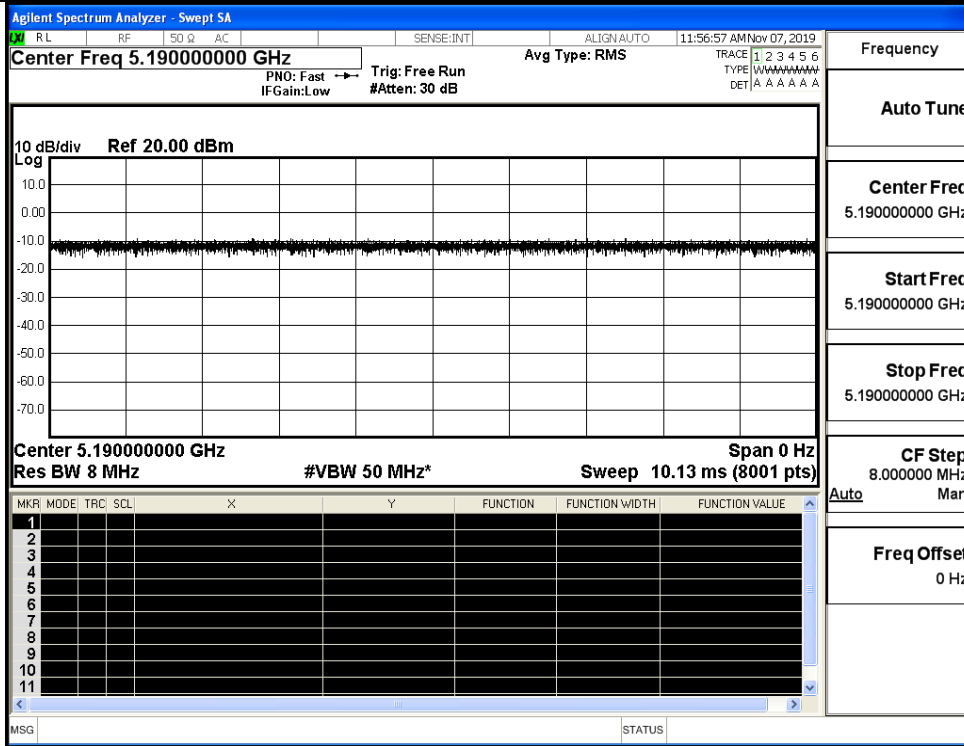 Agilent Spectrum Analyzer - Swept SA
LXI RL RF 50 Ω AC SENSE:INT ALIGN AUTO 11:56:57 AM Nov 07, 2019
Center Freq 5.190000000 GHz
PNO: Fast
IFGain:Low
Trig: Free Run
#Atten: 30 dB
Avg Type: RMS
TRACE 1 2 3 4 5 6
TYPE WWWWWW
DET A A A A A A
10 dB/div Ref 20.00 dBm
Log
10.0
0.00
-10.0
-20.0
-30.0
-40.0
-50.0
-60.0
-70.0
Center 5.190000000 GHz Span 0 Hz
Res BW 8 MHz #VBW 50 MHz* Sweep 10.13 ms (8001 pts)
MKR MODE TRC SCL X Y FUNCTION FUNCTION WIDTH FUNCTION VALUE
1
2
3
4
5
6
7
8
9
10
11
MSG STATUS
Frequency
Auto Tune
Center Freq
5.190000000 GHz
Start Freq
5.190000000 GHz
Stop Freq
5.190000000 GHz
CF Step
8.000000 MHz
Auto Man
Freq Offset
0 Hz